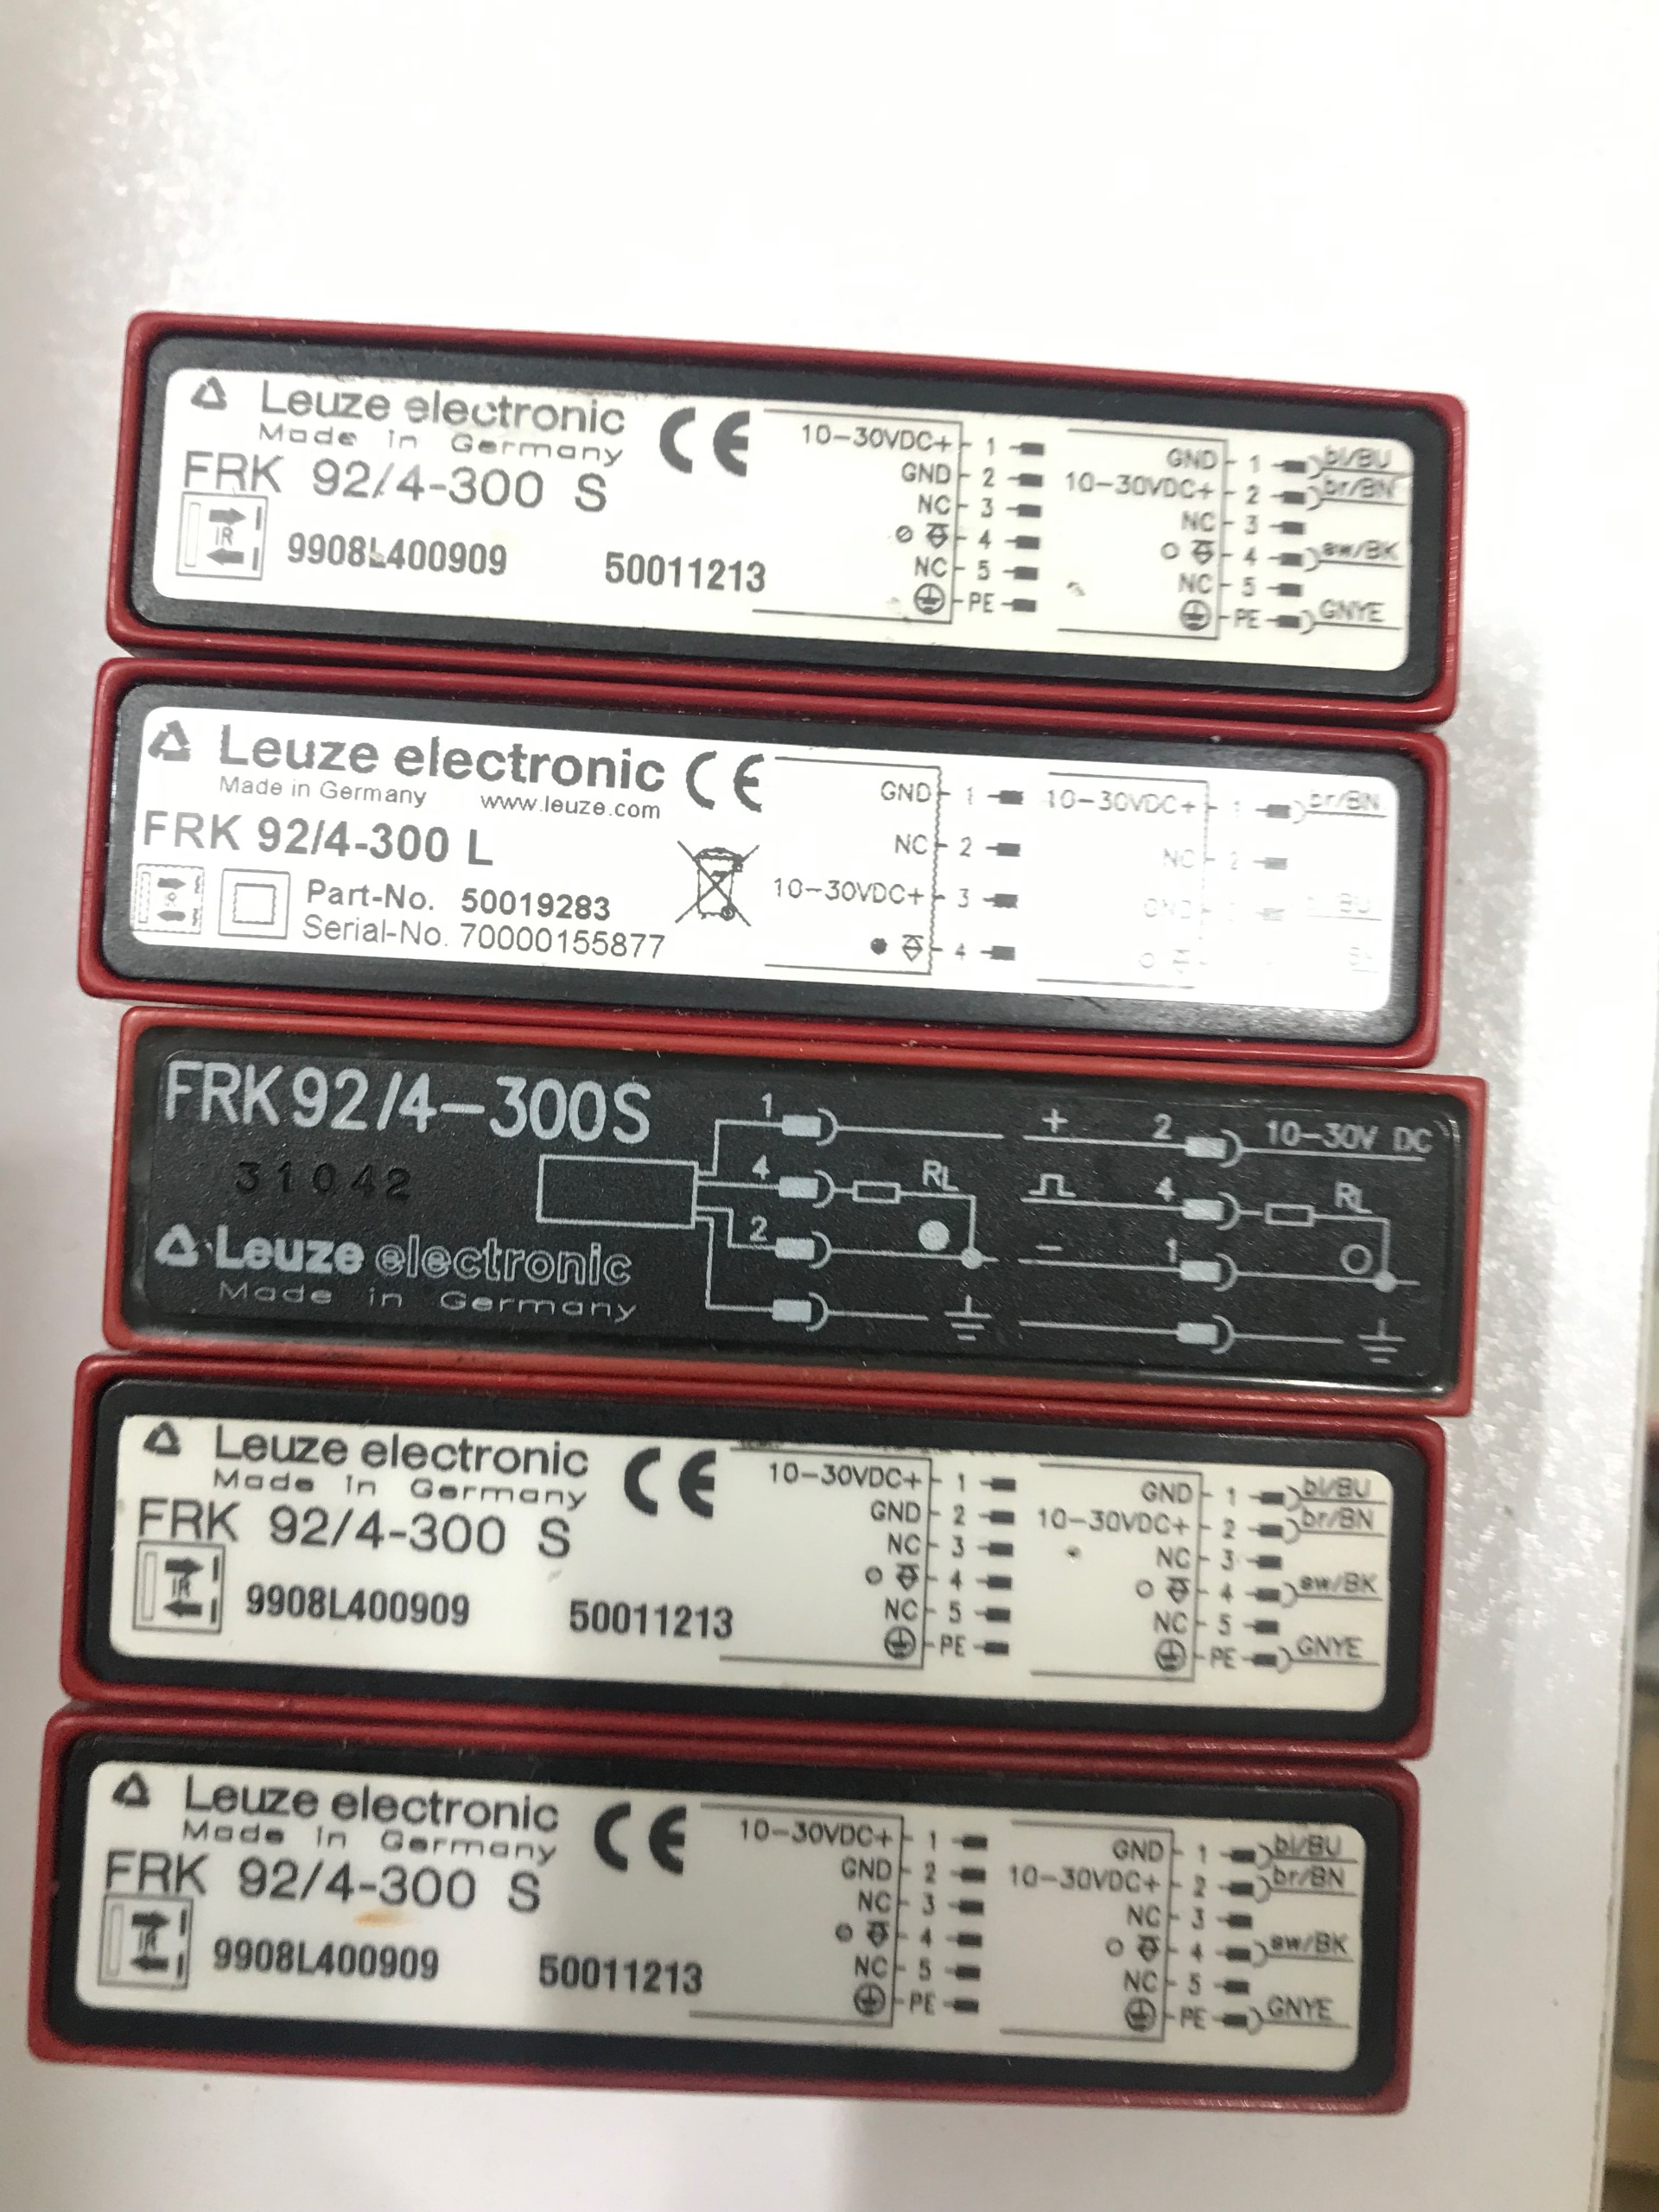 Leuze electronic
Made in Germany
FRK 92/4-300 S
IR
9908L400909 50011213
10-30VDC+ 1
GND 2
NC 3
4
NC 5
PE
GND 1 bl/BU
10-30VDC+ 2 br/BN
NC 3
4 sw/BK
NC 5
PE GNYE
Leuze electronic
Made in Germany www.leuze.com
FRK 92/4-300 L
Part-No. 50019283
Serial-No. 70000155877
GND 1
NC 2
10-30VDC+ 3
4
10-30VDC+ 1 br/BN
NC 2
GND
BU
FRK92/4-300S
31042
Leuze electronic
Made in Germany
1 + 2 10-30V DC
4 RL 4 RL
2 - 1
Leuze electronic
Made in Germany
FRK 92/4-300 S
IR
9908L400909 50011213
10-30VDC+ 1
GND 2
NC 3
4
NC 5
PE
GND 1 bl/BU
10-30VDC+ 2 br/BN
NC 3
4 sw/BK
NC 5
PE GNYE
Leuze electronic
Made in Germany
FRK 92/4-300 S
IR
9908L400909 50011213
10-30VDC+ 1
GND 2
NC 3
4
NC 5
PE
GND 1 bl/BU
10-30VDC+ 2 br/BN
NC 3
4 sw/BK
NC 5
PE GNYE